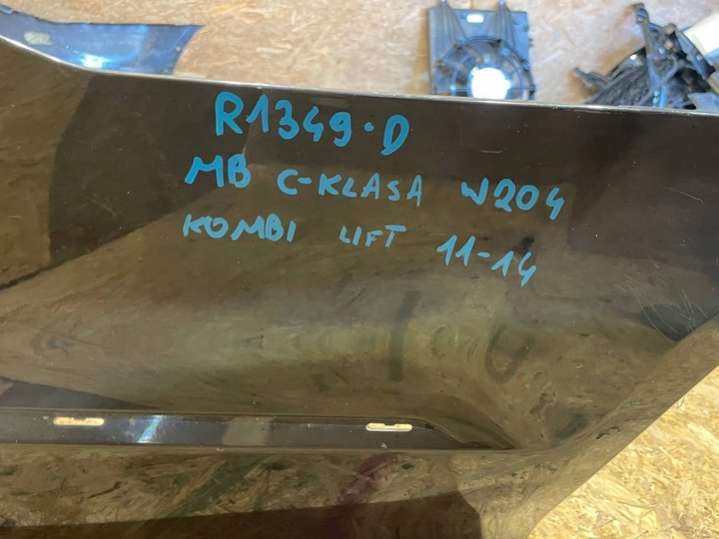 R1349·D
MB C-KLASA W204
KOMBI LIFT 11-14